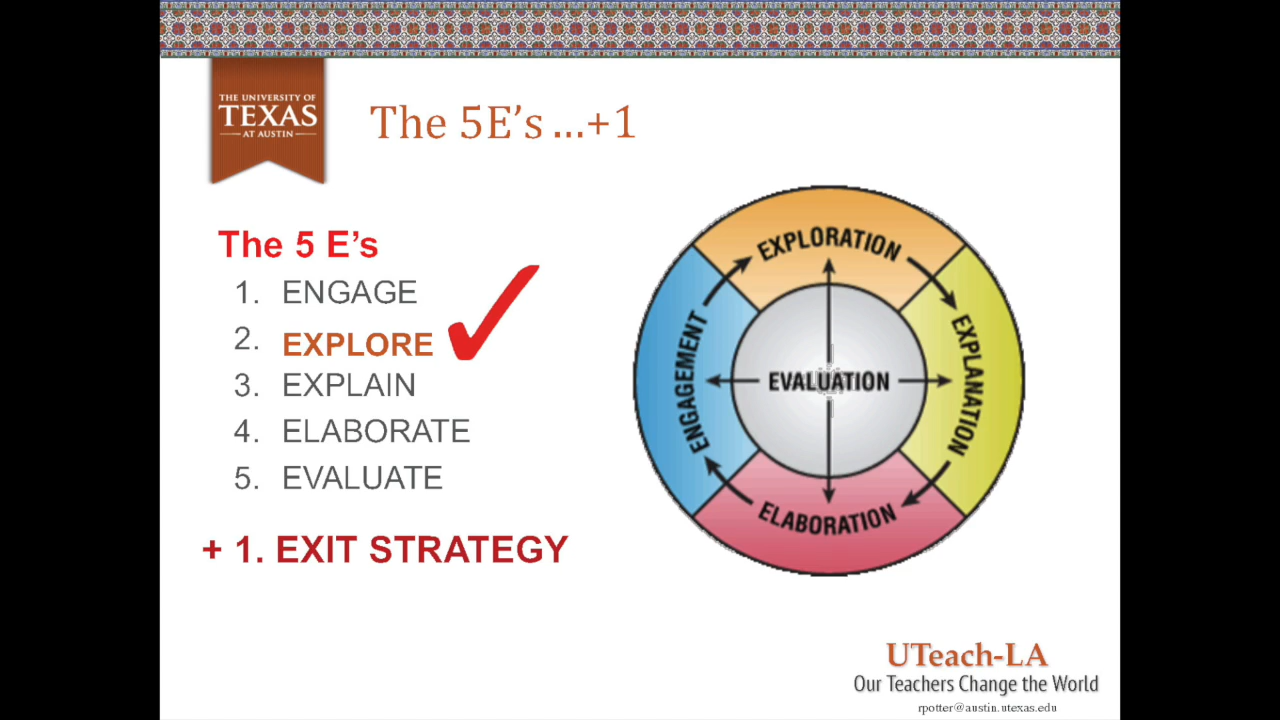 THE UNIVERSITY OF
TEXAS
AT AUSTIN
The 5E's ...+1
The 5 E's
1. ENGAGE
2. EXPLORE
3. EXPLAIN
4. ELABORATE
5. EVALUATE
+ 1. EXIT STRATEGY
EXPLORATION
EXPLANATION
ELABORATION
ENGAGEMENT
EVALUATION
UTeach-LA
Our Teachers Change the World
rpotter@austin.utexas.edu